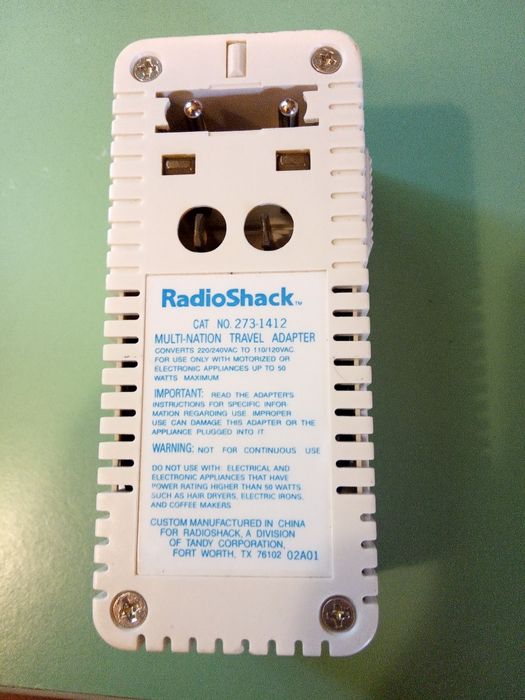 RadioShack™
CAT NO. 273-1412
MULTI-NATION TRAVEL ADAPTER
CONVERTS 220/240VAC TO 110/120VAC.
FOR USE ONLY WITH MOTORIZED OR
ELECTRONIC APPLIANCES UP TO 50
WATTS MAXIMUM
IMPORTANT: READ THE ADAPTER'S
INSTRUCTIONS FOR SPECIFIC INFOR-
MATION REGARDING USE IMPROPER
USE CAN DAMAGE THIS ADAPTER OR THE
APPLIANCE PLUGGED INTO IT
WARNING: NOT FOR CONTINUOUS USE
DO NOT USE WITH ELECTRICAL AND
ELECTRONIC APPLIANCES THAT HAVE
POWER RATING HIGHER THAN 50 WATTS
SUCH AS HAIR DRYERS, ELECTRIC IRONS,
AND COFFEE MAKERS
CUSTOM MANUFACTURED IN CHINA
FOR RADIOSHACK, A DIVISION
OF TANDY CORPORATION,
FORT WORTH, TX 76102 02A01